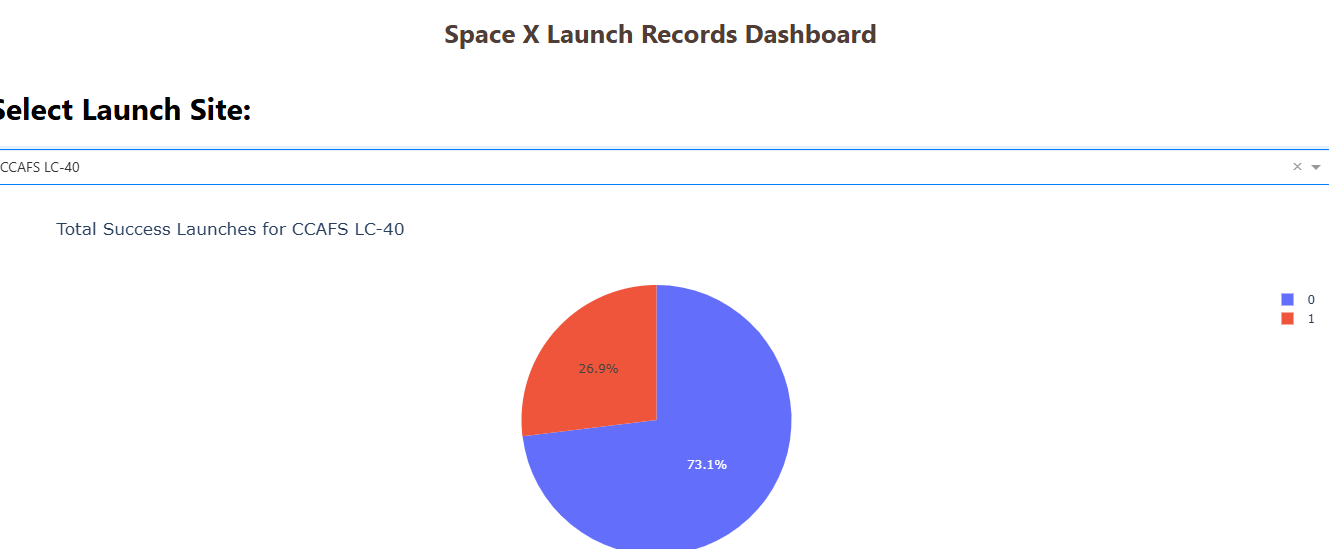 Space X Launch Records Dashboard
Select Launch Site:
CCAFS LC-40
×
Total Success Launches for CCAFS LC-40
0
1
26.9%
73.1%